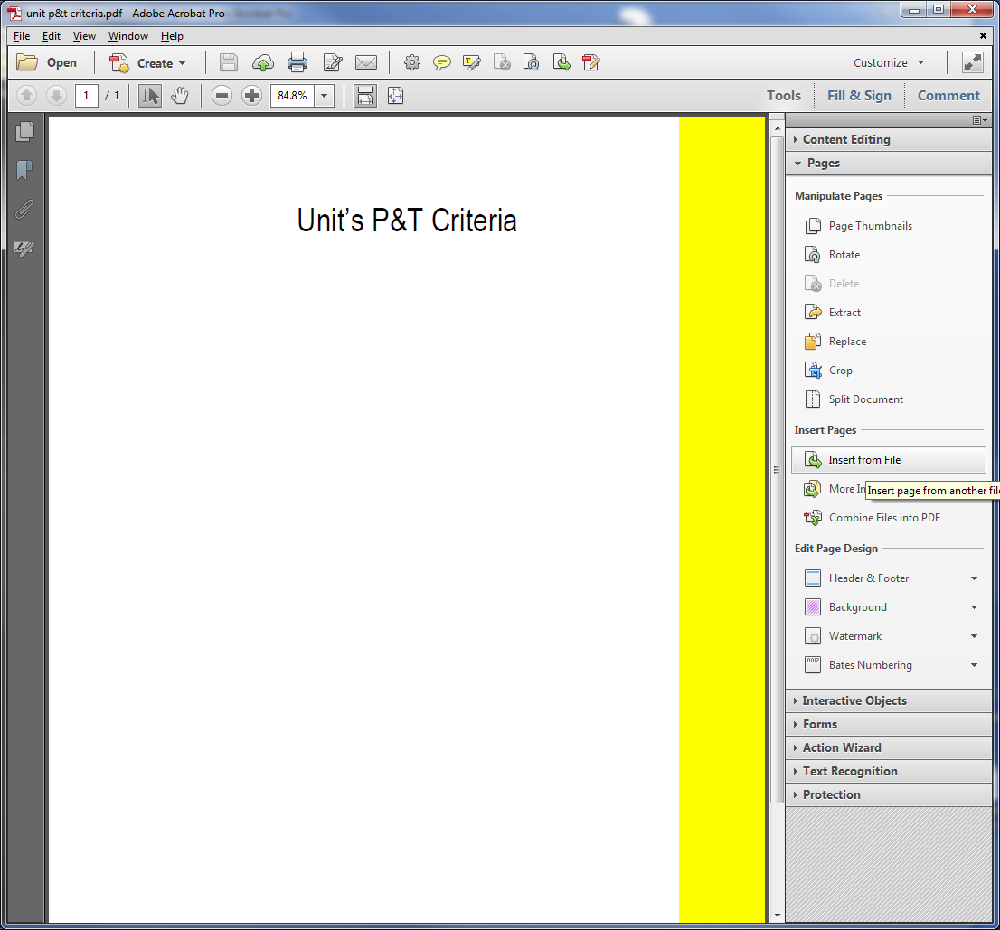 unit p&t criteria.pdf - Adobe Acrobat Pro
File Edit View Window Help
Open Create Customize
1 / 1 84.8% Tools Fill & Sign Comment
Unit’s P&T Criteria
Content Editing
Pages
Manipulate Pages
Page Thumbnails
Rotate
Delete
Extract
Replace
Crop
Split Document
Insert Pages
Insert from File
More In
Insert page from another file
Combine Files into PDF
Edit Page Design
Header & Footer
Background
Watermark
0012 Bates Numbering
Interactive Objects
Forms
Action Wizard
Text Recognition
Protection